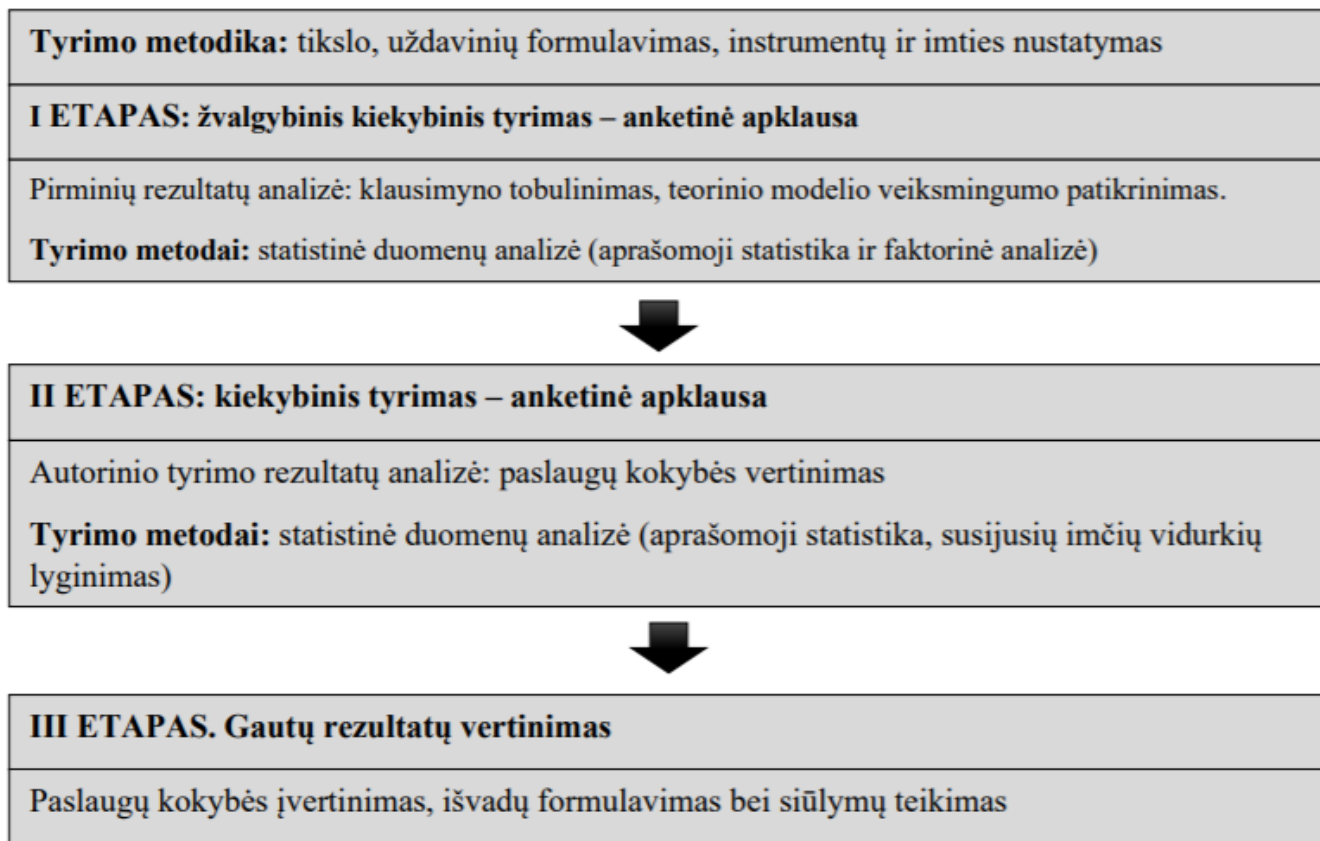 Tyrimo metodika: tikslo, uždavinių formulavimas, instrumentų ir imties nustatymas
I ETAPAS: žvalgybinis kiekybinis tyrimas – anketinė apklausa
Pirminių rezultatų analizė: klausimyno tobulinimas, teorinio modelio veiksmingumo patikrinimas.
Tyrimo metodai: statistinė duomenų analizė (aprašomoji statistika ir faktorinė analizė)
II ETAPAS: kiekybinis tyrimas – anketinė apklausa
Autorinio tyrimo rezultatų analizė: paslaugų kokybės vertinimas
Tyrimo metodai: statistinė duomenų analizė (aprašomoji statistika, susijusių imčių vidurkių
lyginimas)
III ETAPAS. Gautų rezultatų vertinimas
Paslaugų kokybės įvertinimas, išvadų formulavimas bei siūlymų teikimas